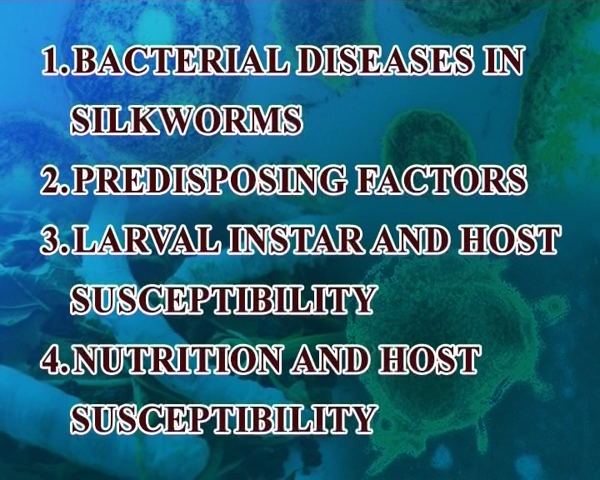 1.BACTERIAL DISEASES IN
SILKWORMS
2.PREDISPOSING FACTORS
3.LARVAL INSTAR AND HOST
SUSCEPTIBILITY
4.NUTRITION AND HOST
SUSCEPTIBILITY